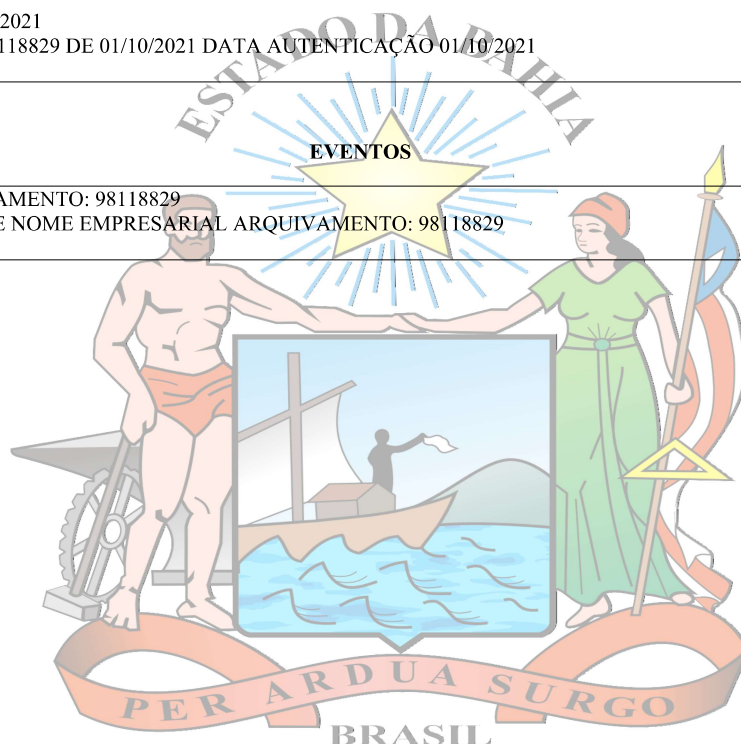 2021
118829 DE 01/10/2021 DATA AUTENTICAÇÃO 01/10/2021
ESTADO DA BAHIA
EVENTOS
AMENTO: 98118829
E NOME EMPRESARIAL ARQUIVAMENTO: 98118829
PER ARDUA SURGO
BRASIL